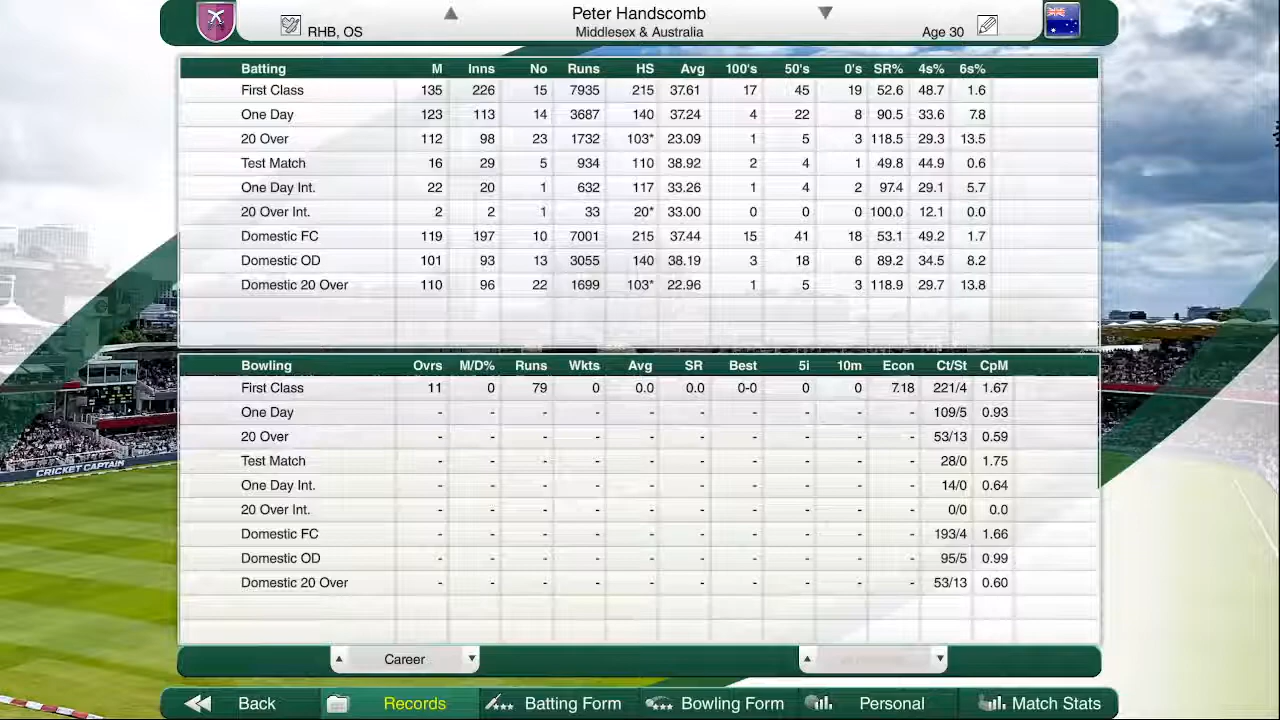 Peter Handscomb
RHB, OS Middlesex & Australia Age 30
Batting M Inns No Runs HS Avg 100's 50's 0's SR% 4s% 6s%
First Class 135 226 15 7935 215 37.61 17 45 19 52.6 48.7 1.6
One Day 123 113 14 3687 140 37.24 4 22 8 90.5 33.6 7.8
20 Over 112 98 23 1732 103* 23.09 1 5 3 118.5 29.3 13.5
Test Match 16 29 5 934 110 38.92 2 4 1 49.8 44.9 0.6
One Day Int. 22 20 1 632 117 33.26 1 4 2 97.4 29.1 5.7
20 Over Int. 2 2 1 33 20* 33.00 0 0 0 100.0 12.1 0.0
Domestic FC 119 197 10 7001 215 37.44 15 41 18 53.1 49.2 1.7
Domestic OD 101 93 13 3055 140 38.19 3 18 6 89.2 34.5 8.2
Domestic 20 Over 110 96 22 1699 103* 22.96 1 5 3 118.9 29.7 13.8
Bowling Ovrs M/D% Runs Wkts Avg SR Best 5i 10m Econ Ct/St CpM
First Class 11 0 79 0 0.0 0.0 0-0 0 0 7.18 221/4 1.67
One Day - - - - - - - - - - 109/5 0.93
20 Over - - - - - - - - - - 53/13 0.59
Test Match - - - - - - - - - - 28/0 1.75
One Day Int. - - - - - - - - - - 14/0 0.64
20 Over Int. - - - - - - - - - - 0/0 0.0
Domestic FC - - - - - - - - - - 193/4 1.66
Domestic OD - - - - - - - - - - 95/5 0.99
Domestic 20 Over - - - - - - - - - - 53/13 0.60
CRICKET CAPTAIN
Career
Back Records Batting Form Bowling Form Personal Match Stats